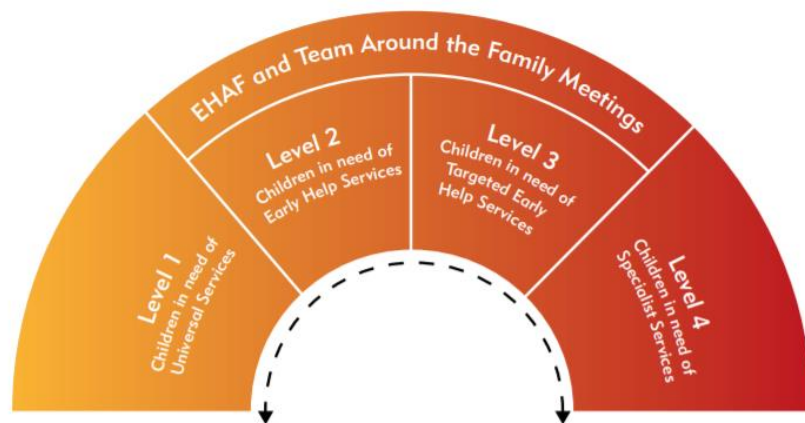 EHAF and Team Around the Family Meetings
Level 1
Children in need of
Universal Services
Level 2
Children in need of
Early Help Services
Level 3
Children in need of
Targeted Early
Help Services
Level 4
Children in need of
Specialist Services